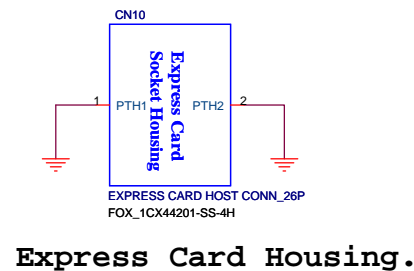 CN10
Express Card
Socket Housing
1
PTH1
PTH2
2
EXPRESS CARD HOST CONN_26P
FOX_1CX44201-SS-4H
Express Card Housing.